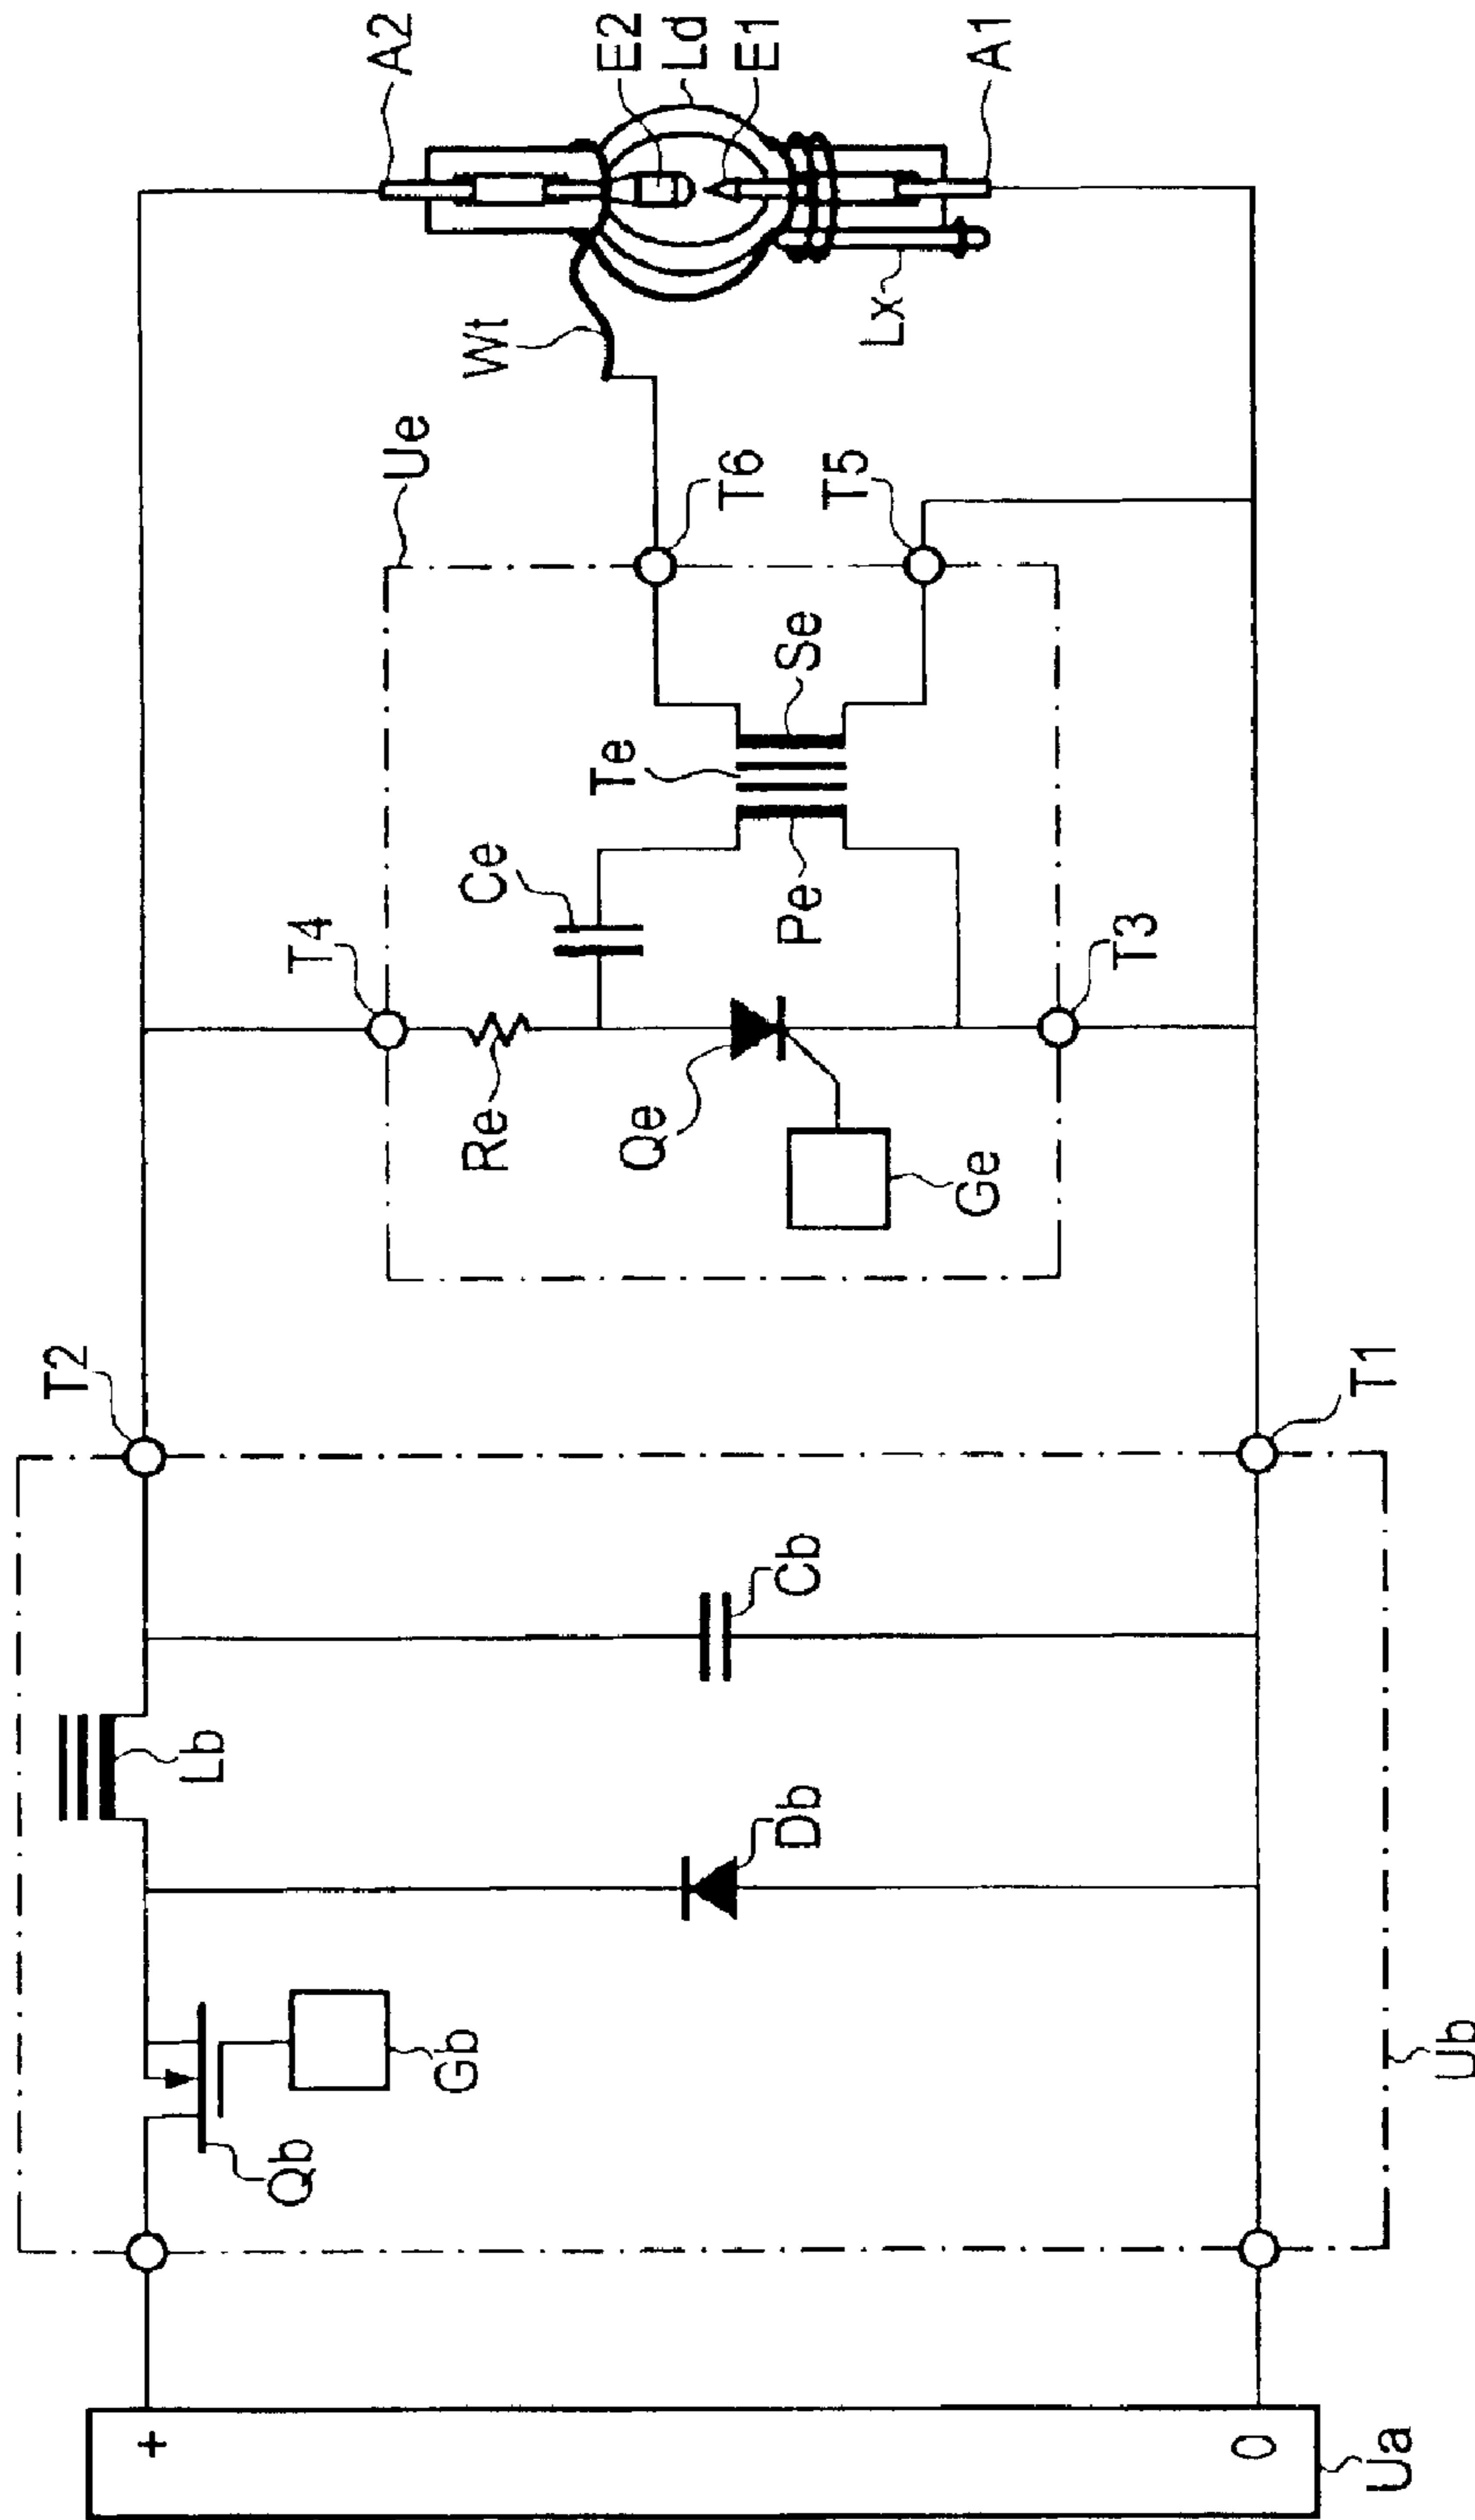 A2
E2
Ld
E1
A1
Wt
Lx
Ue
T6
T5
Se
Te
Ce
Pe
T4
T3
Re
Qe
Ge
T2
T1
Cb
Lb
Db
Gb
Ub
Qb
+
0
Ua